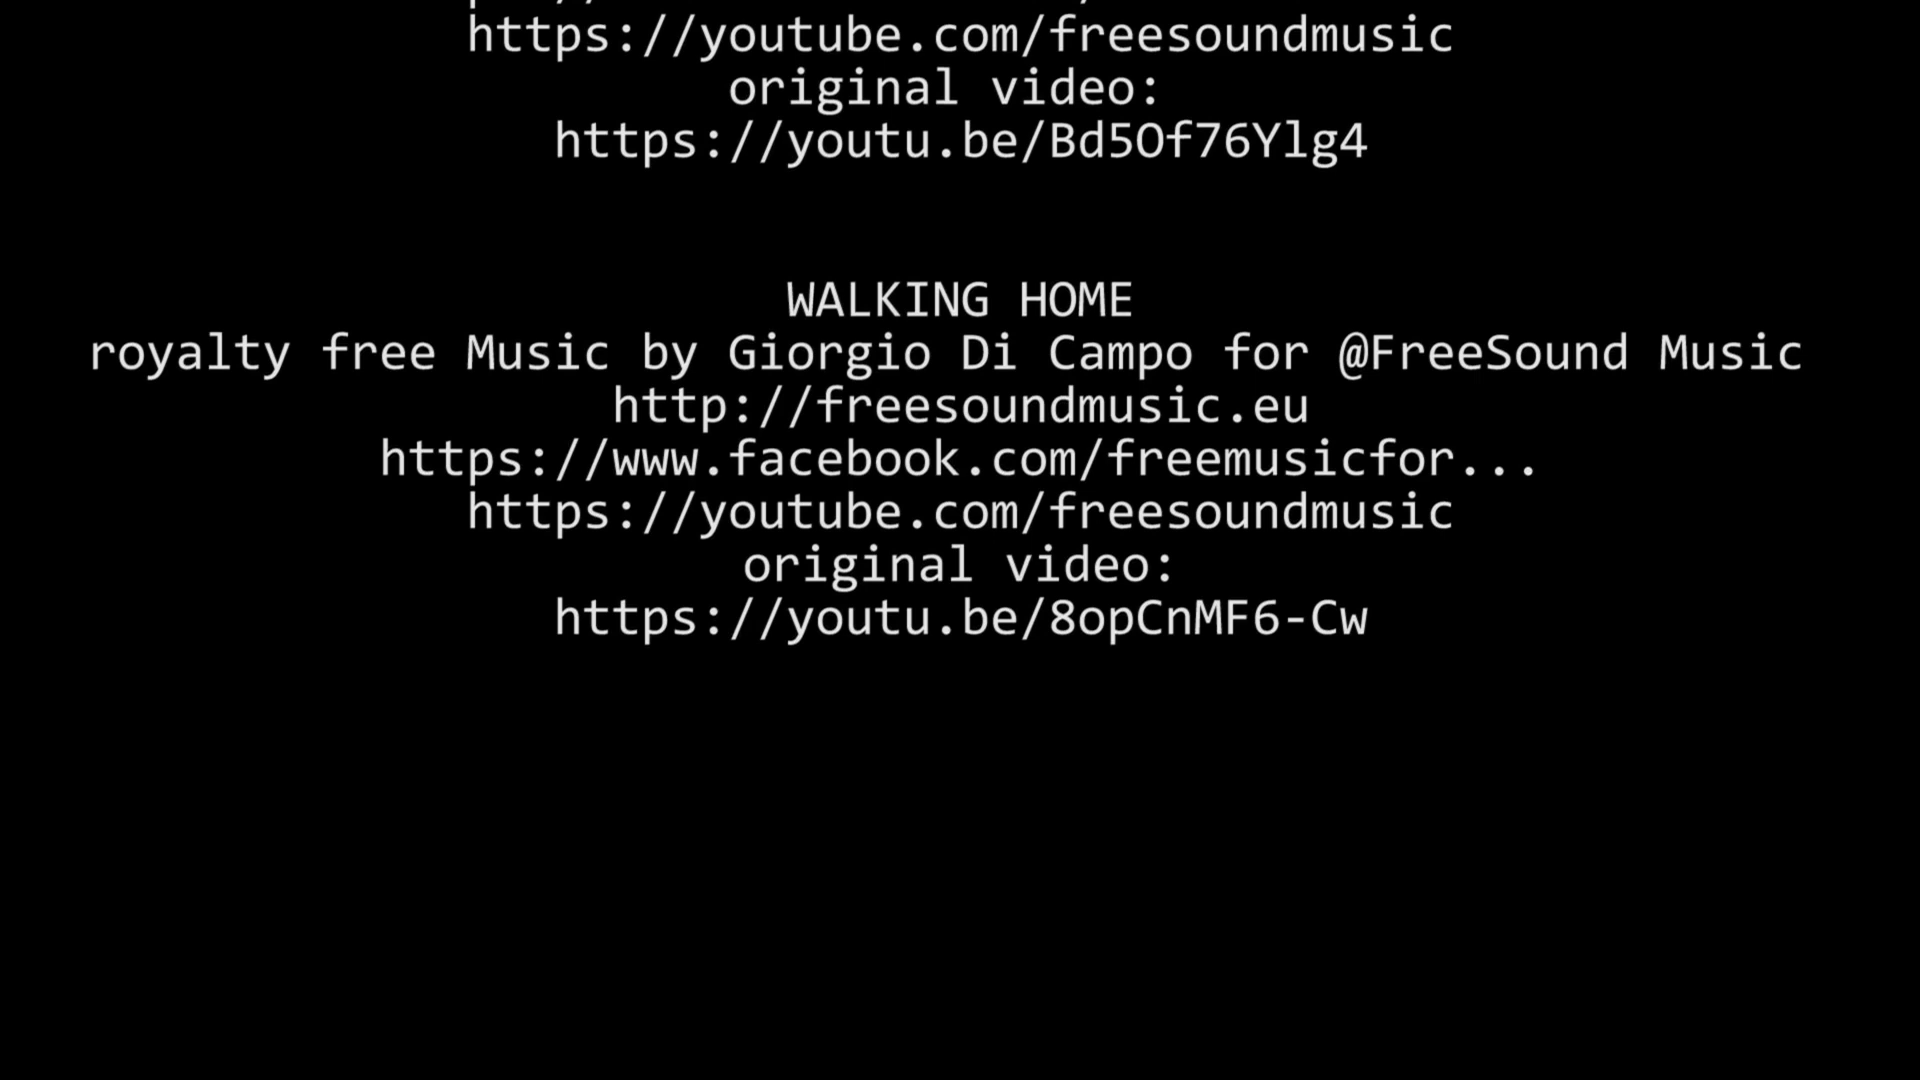 https://youtube.com/freesoundmusic
original video:
https://youtu.be/Bd5Of76Ylg4
WALKING HOME
royalty free Music by Giorgio Di Campo for @FreeSound Music
http://freesoundmusic.eu
https://www.facebook.com/freemusicfor...
https://youtube.com/freesoundmusic
original video:
https://youtu.be/8opCnMF6-Cw